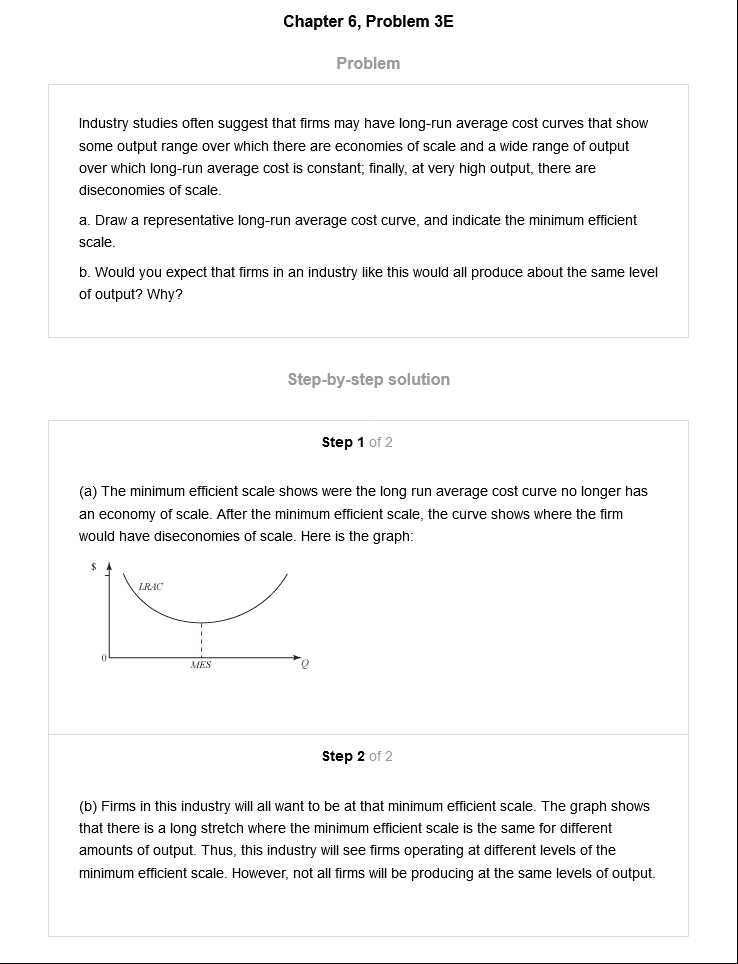 Chapter 6, Problem 3E
Problem
Industry studies often suggest that firms may have long-run average cost curves that show
some output range over which there are economies of scale and a wide range of output
over which long-run average cost is constant; finally, at very high output, there are
diseconomies of scale.
a. Draw a representative long-run average cost curve, and indicate the minimum efficient
scale.
b. Would you expect that firms in an industry like this would all produce about the same level
of output? Why?
Step-by-step solution
Step 1 of 2
(a) The minimum efficient scale shows were the long run average cost curve no longer has
an economy of scale. After the minimum efficient scale, the curve shows where the firm
would have diseconomies of scale. Here is the graph:
$
LRAC
0
MES
Q
Step 2 of 2
(b) Firms in this industry will all want to be at that minimum efficient scale. The graph shows
that there is a long stretch where the minimum efficient scale is the same for different
amounts of output. Thus, this industry will see firms operating at different levels of the
minimum efficient scale. However, not all firms will be producing at the same levels of output.